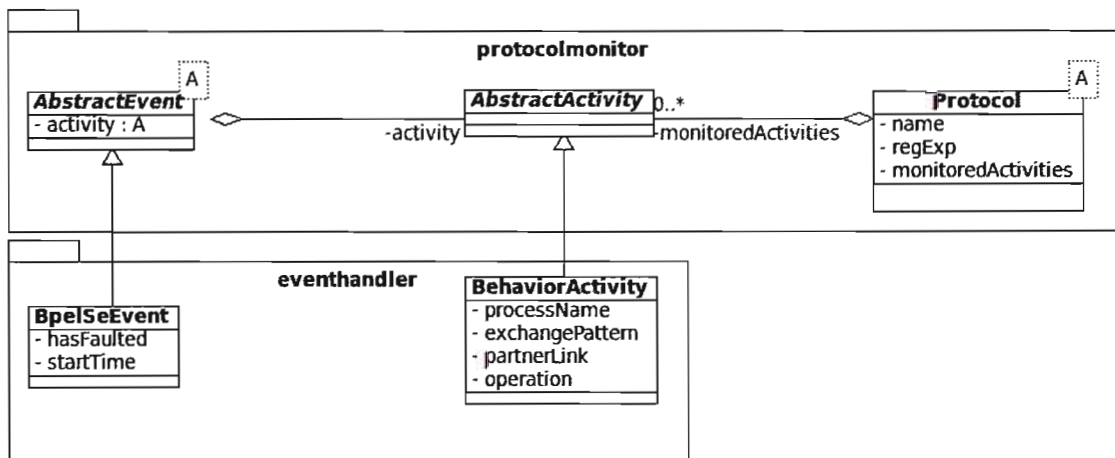 protocolmonitor
A
AbstractEvent
- activity : A
-activity
AbstractActivity
0..*
-monitoredActivities
A
Protocol
- name
- regExp
- monitoredActivities
eventhandler
BpelSeEvent
- hasFaulted
- startTime
BehaviorActivity
- processName
- exchangePattern
- partnerLink
- operation